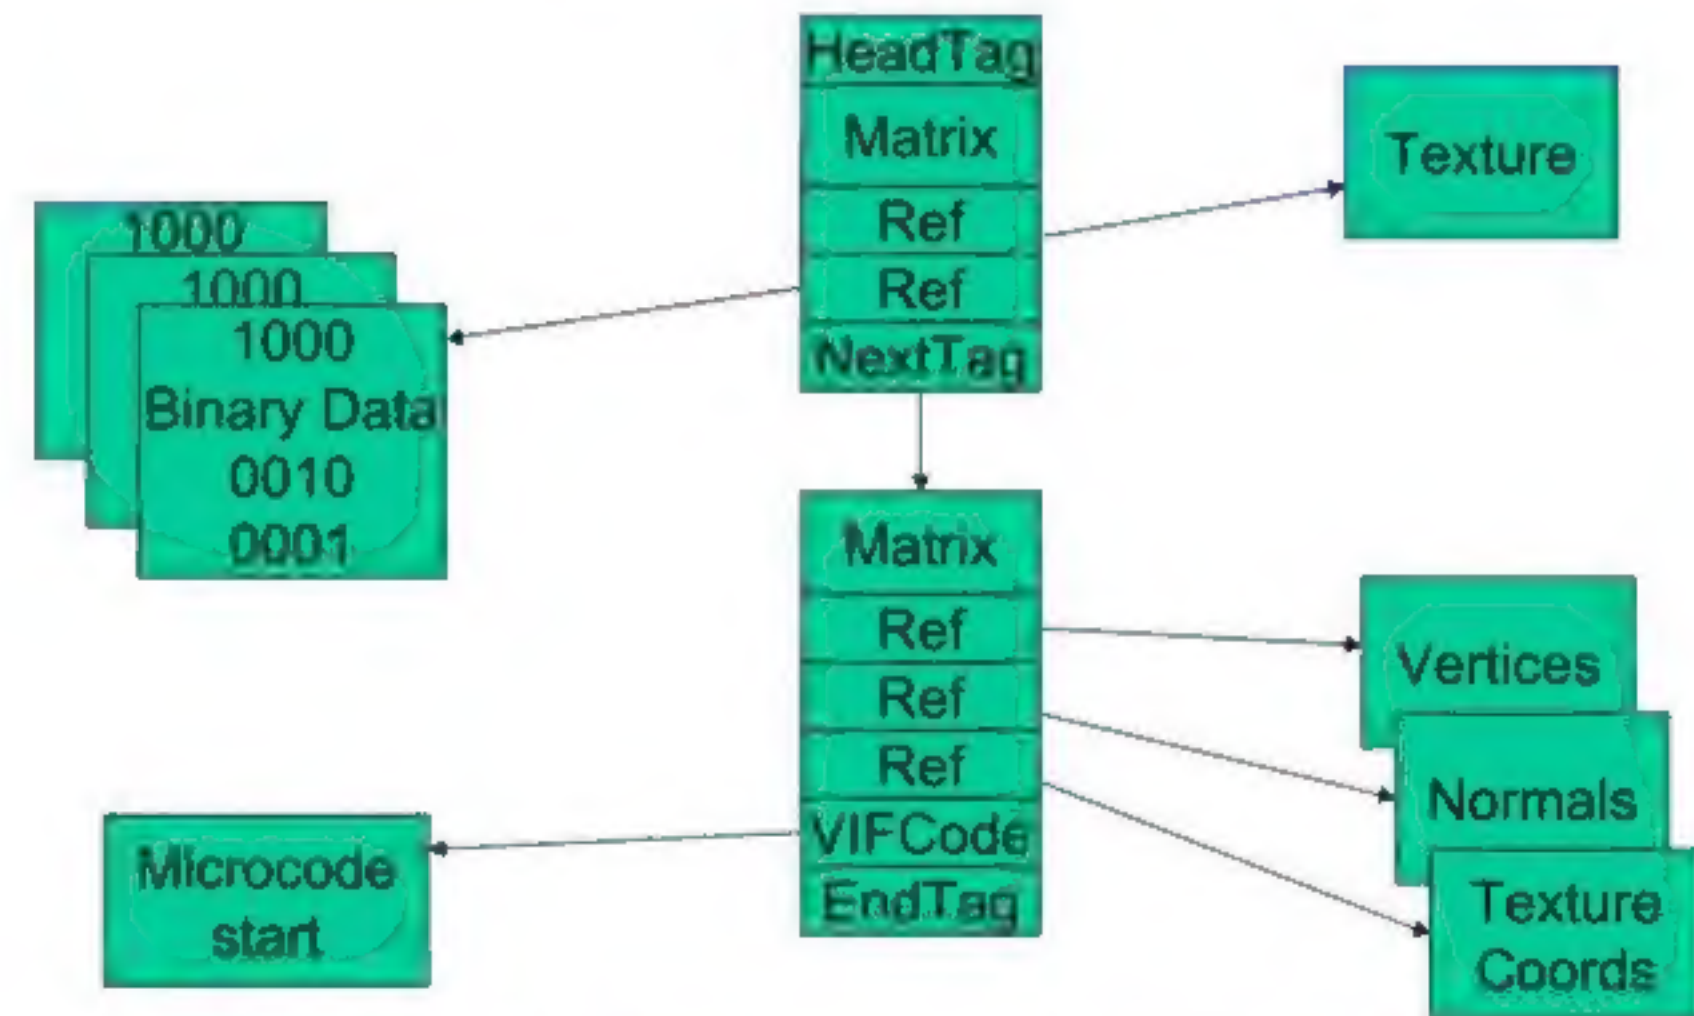 HeadTag
Matrix
Ref
Ref
NextTag
Texture
1000
1000
1000
Binary Data
0010
0001
Matrix
Ref
Ref
Ref
VIFCode
EndTag
Vertices
Normals
Texture
Coords
Microcode
start